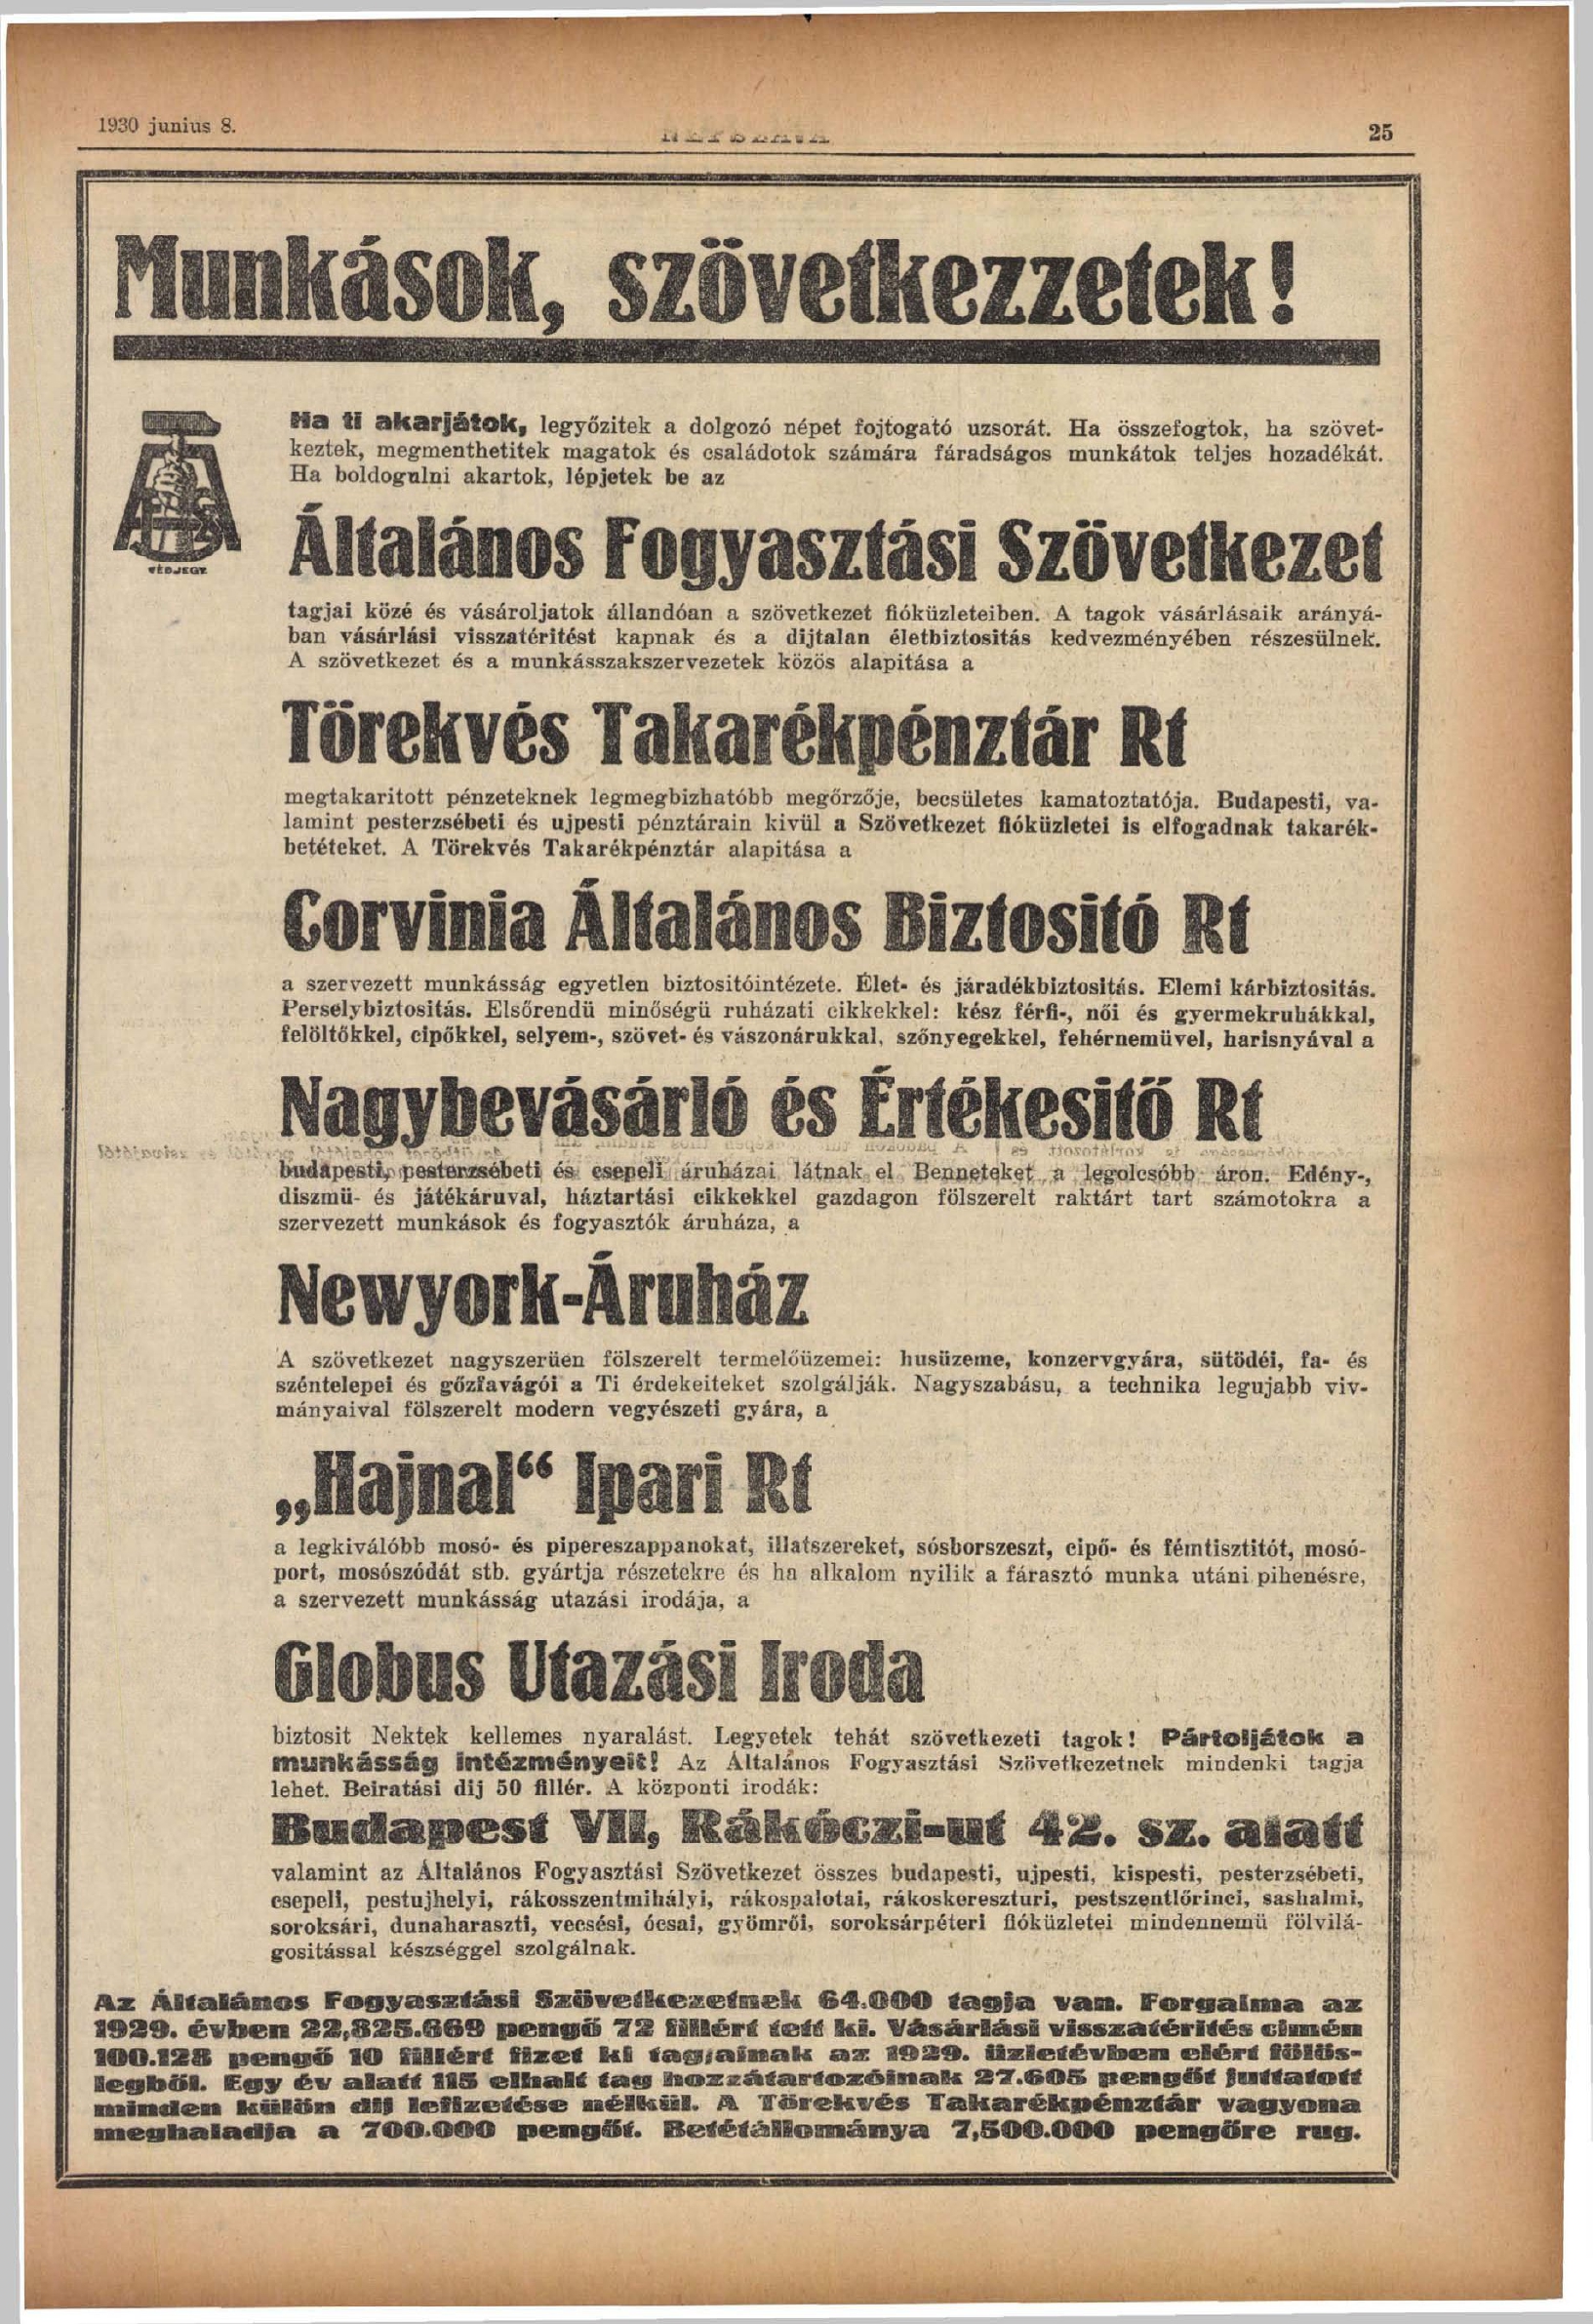 1930 junius 8.
NÉPSZAVA
25
Munkások, szövetkezzetek!
VÉDJEGY.
Ha ti akarjátok, legyőzitek a dolgozó népet fojtogató uzsorát. Ha összefogtok, ha szövet-
keztek, megmenthetitek magatok és családotok számára fáradságos munkátok teljes hozadékát.
Ha boldogulni akartok, lépjetek be az
Általános Fogyasztási Szövetkezet
tagjai közé és vásároljatok állandóan a szövetkezet fióküzleteiben. A tagok vásárlásaik arányá-
ban vásárlási visszatéritést kapnak és a dijtalan életbiztositás kedvezményében részesülnek.
A szövetkezet és a munkásszakszervezetek közös alapitása a
Törekvés Takarékpénztár Rt
megtakaritott pénzeteknek legmegbizhatóbb megőrzője, becsületes kamatoztatója. Budapesti, va-
lamint pesterzsébeti és ujpesti pénztárain kivül a Szövetkezet fióküzletei is elfogadnak takarék-
betéteket. A Törekvés Takarékpénztár alapitása a
Corvinia Általános Biztositó Rt
a szervezett munkásság egyetlen biztositóintézete. Élet- és járadékbiztositás. Elemi kárbiztositás.
Perselybiztositás. Elsőrendü minőségü ruházati cikkekkel: kész férfi-, női és gyermekruhákkal,
felöltőkkel, cipőkkel, selyem-, szövet- és vászonárukkal, szőnyegekkel, fehérnemüvel, harisnyával a
Nagybevásárló és Értékesitő Rt
budapesti, pesterzsébeti és csepeli áruházai látnak el Benneteket a legolcsóbb áron. Edény-,
diszmü- és játékáruval, háztartási cikkekkel gazdagon fölszerelt raktárt tart számotokra a
szervezett munkások és fogyasztók áruháza, a
Newyork-Áruház
A szövetkezet nagyszerüen fölszerelt termelőüzemei: husüzeme, konzervgyára, sütödéi, fa- és
széntelepei és gőzfavágói a Ti érdekeiteket szolgálják. Nagyszabásu, a technika legujabb viv-
mányaival fölszerelt modern vegyészeti gyára, a
„Hajnal“ Ipari Rt
a legkiválóbb mosó- és pipereszappanokat, illatszereket, sósborszeszt, cipő- és fémtisztitót, mosó-
port, mosószódát stb. gyártja részetekre és ha alkalom nyilik a fárasztó munka utáni pihenésre,
a szervezett munkásság utazási irodája, a
Globus Utazási Iroda
biztosit Nektek kellemes nyaralást. Legyetek tehát szövetkezeti tagok! Pártoljátok a
munkásság intézményeit! Az Általános Fogyasztási Szövetkezetnek mindenki tagja
lehet. Beiratási dij 50 fillér. A központi irodák:
Budapest VII, Rákóczi-ut 42. sz. alatt
valamint az Általános Fogyasztási Szövetkezet összes budapesti, ujpesti, kispesti, pesterzsébeti,
csepeli, pestujhelyi, rákosszentmihályi, rákospalotai, rákoskereszturi, pestszentlőrinci, sashalmi,
soroksári, dunaharaszti, vecsési, ócsai, gyömrői, soroksárpéteri fióküzletei mindennemü fölvilá-
gositással készséggel szolgálnak.
Az Általános Fogyasztási Szövetkezetnek 64.000 tagja van. Forgalma az
1929. évben 22,825.669 pengő 72 fillért tett ki. Vásárlási visszatérités cimén
100.128 pengő 10 fillért fizet ki tagjainak az 1929. üzletévben elért fölös-
legből. Egy év alatt 115 elhalt tag hozzátartozóinak 27.605 pengőt juttatott
minden külön dij lefizetése nélkül. A Törekvés Takarékpénztár vagyona
meghaladja a 700.000 pengőt. Betétállománya 7,500.000 pengőre rug.